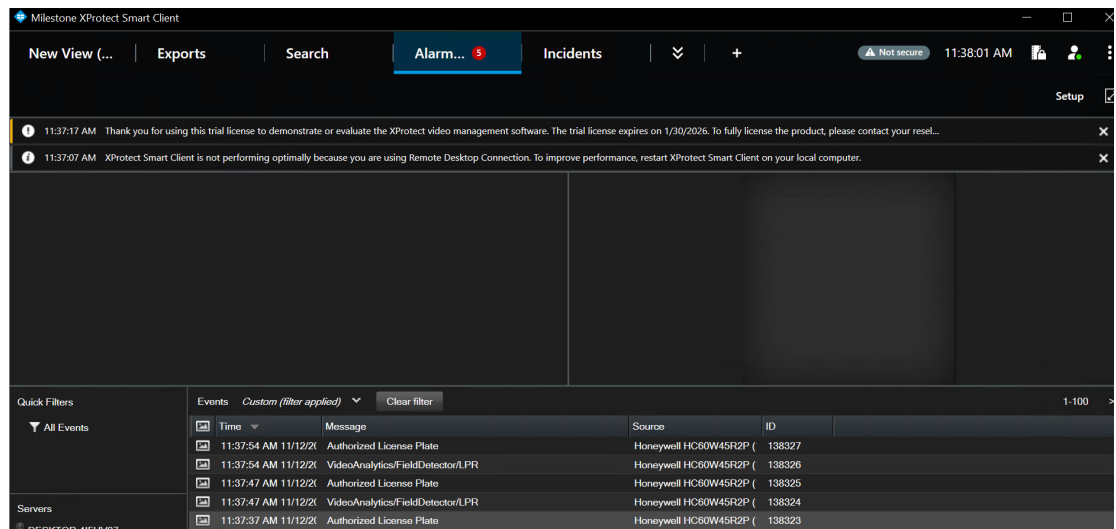 Milestone XProtect Smart Client
New View (... Exports Search Alarm... 5 Incidents + Not secure 11:38:01 AM
Setup
11:37:17 AM Thank you for using this trial license to demonstrate or evaluate the XProtect video management software. The trial license expires on 1/30/2026. To fully license the product, please contact your resel...
11:37:07 AM XProtect Smart Client is not performing optimally because you are using Remote Desktop Connection. To improve performance, restart XProtect Smart Client on your local computer.
Quick Filters Events Custom (filter applied) Clear filter 1-100
All Events Time Message Source ID
11:37:54 AM 11/12/2( Authorized License Plate Honeywell HC60W45R2P ( 138327
11:37:54 AM 11/12/2( VideoAnalytics/FieldDetector/LPR Honeywell HC60W45R2P ( 138326
11:37:47 AM 11/12/2( Authorized License Plate Honeywell HC60W45R2P ( 138325
11:37:47 AM 11/12/2( VideoAnalytics/FieldDetector/LPR Honeywell HC60W45R2P ( 138324
Servers
11:37:37 AM 11/12/2( Authorized License Plate Honeywell HC60W45R2P ( 138323